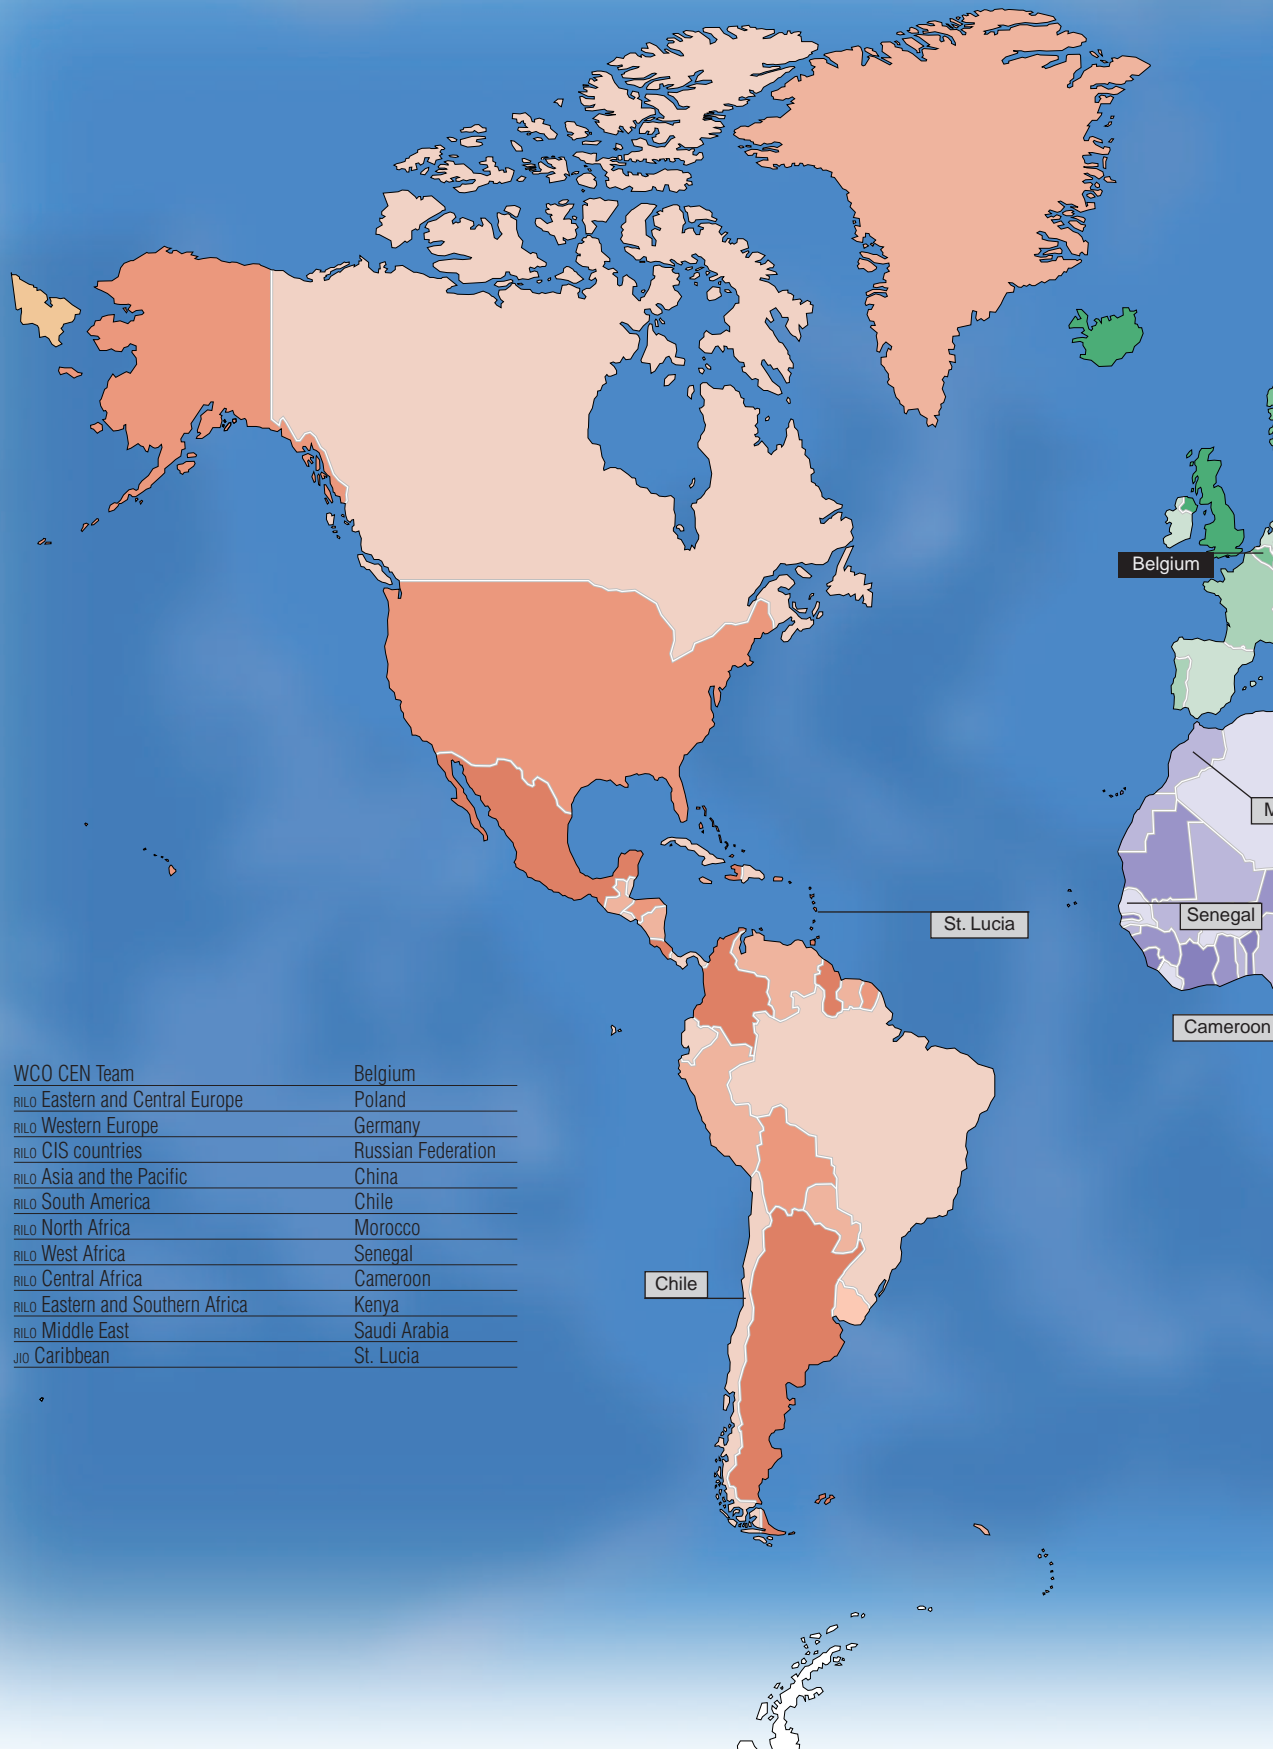 Belgium
M
Senegal
St. Lucia
Cameroon
WCO CEN Team Belgium
RILO Eastern and Central Europe Poland
RILO Western Europe Germany
RILO CIS countries Russian Federation
RILO Asia and the Pacific China
RILO South America Chile
RILO North Africa Morocco
RILO West Africa Senegal
RILO Central Africa Cameroon
RILO Eastern and Southern Africa Kenya
RILO Middle East Saudi Arabia
JIO Caribbean St. Lucia
Chile